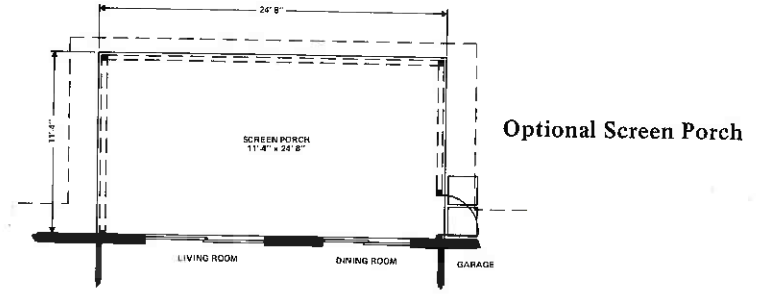 24' 8"
11'-4"
SCREEN PORCH
11'-4" x 24' 8"
Optional Screen Porch
LIVING ROOM
DINING ROOM
GARAGE